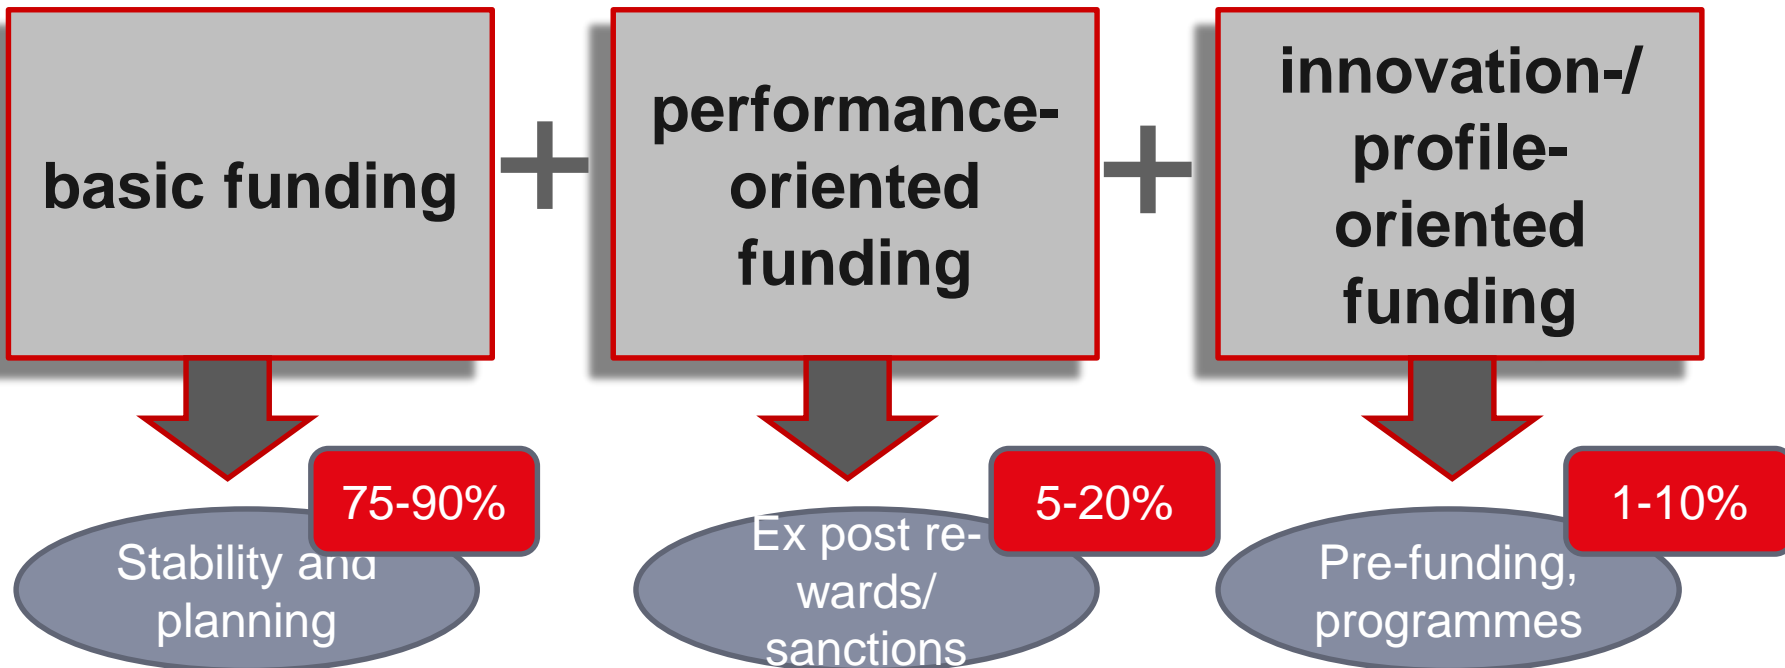 basic funding
performance-
oriented
funding
innovation-/
profile-
oriented
funding
75-90%
Stability and
planning
5-20%
Ex post re-
wards/
sanctions
1-10%
Pre-funding,
programmes